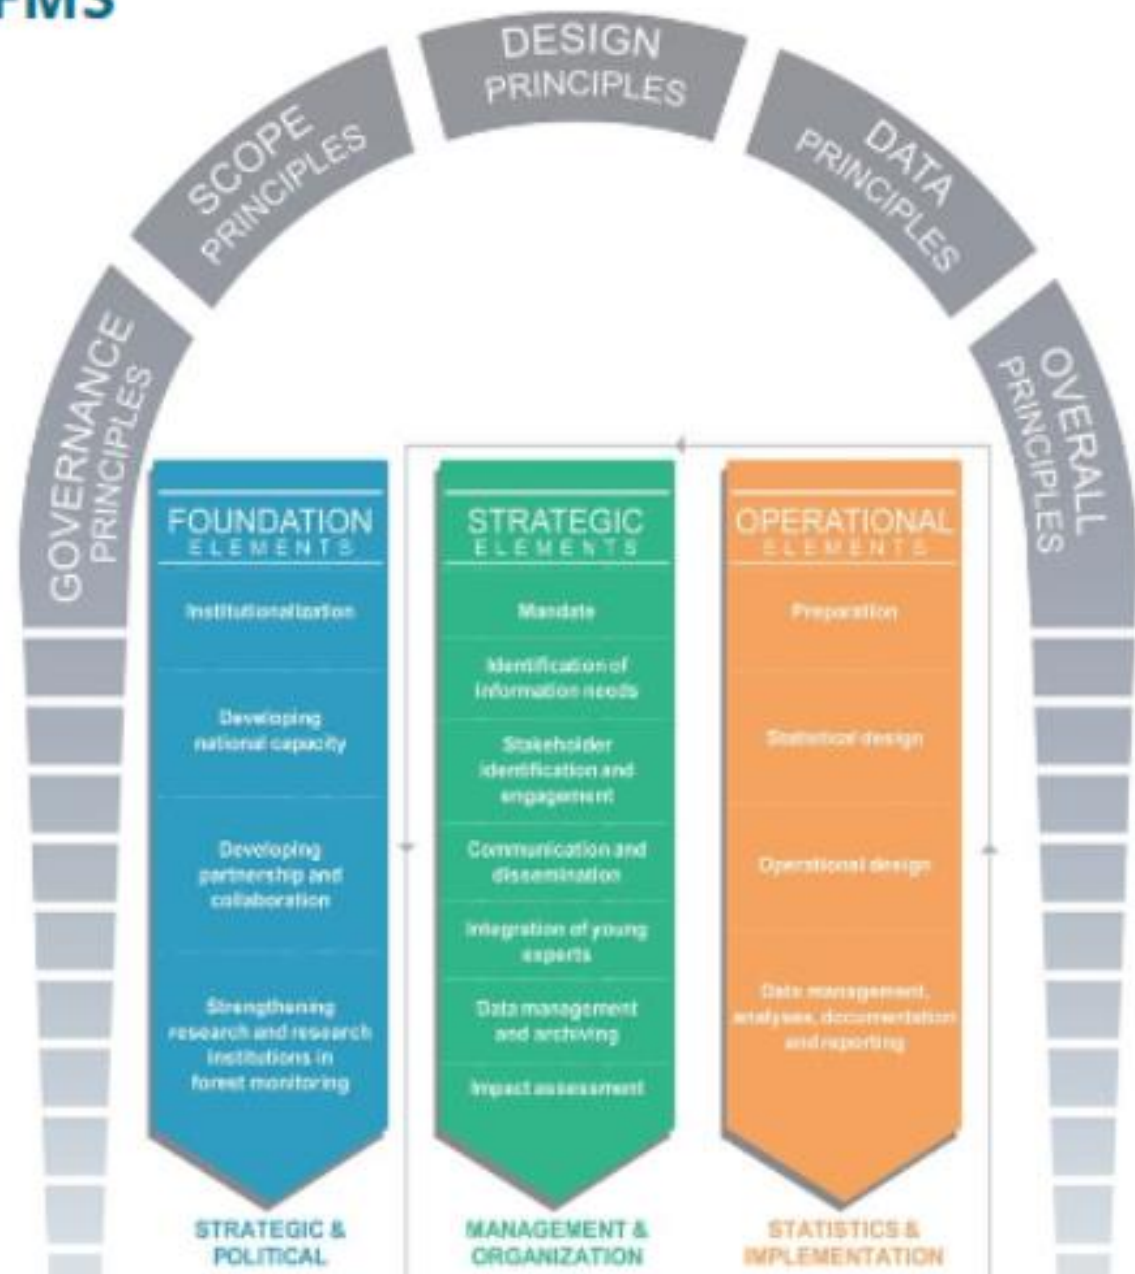 FMS
DESIGN
PRINCIPLES
SCOPE
PRINCIPLES
DATA
PRINCIPLES
GOVERNANCE
PRINCIPLES
OVERALL
PRINCIPLES
FOUNDATION
ELEMENTS
Institutionalization
Developing
national capacity
Developing
partnership and
collaboration
Strengthening
research and research
institutions in
forest monitoring
STRATEGIC &
POLITICAL
STRATEGIC
ELEMENTS
Mandate
Identification of
information needs
Stakeholder
identification and
engagement
Communication and
dissemination
Integration of young
experts
Data management
and archiving
Impact assessment
MANAGEMENT &
ORGANIZATION
OPERATIONAL
ELEMENTS
Preparation
Statistical design
Operational design
Data management,
analyses, documentation
and reporting
STATISTICS &
IMPLEMENTATION